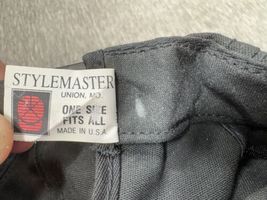 STYLEMASTER
UNION, MO.
ONE SIZE
FITS ALL
MADE IN U.S.A.